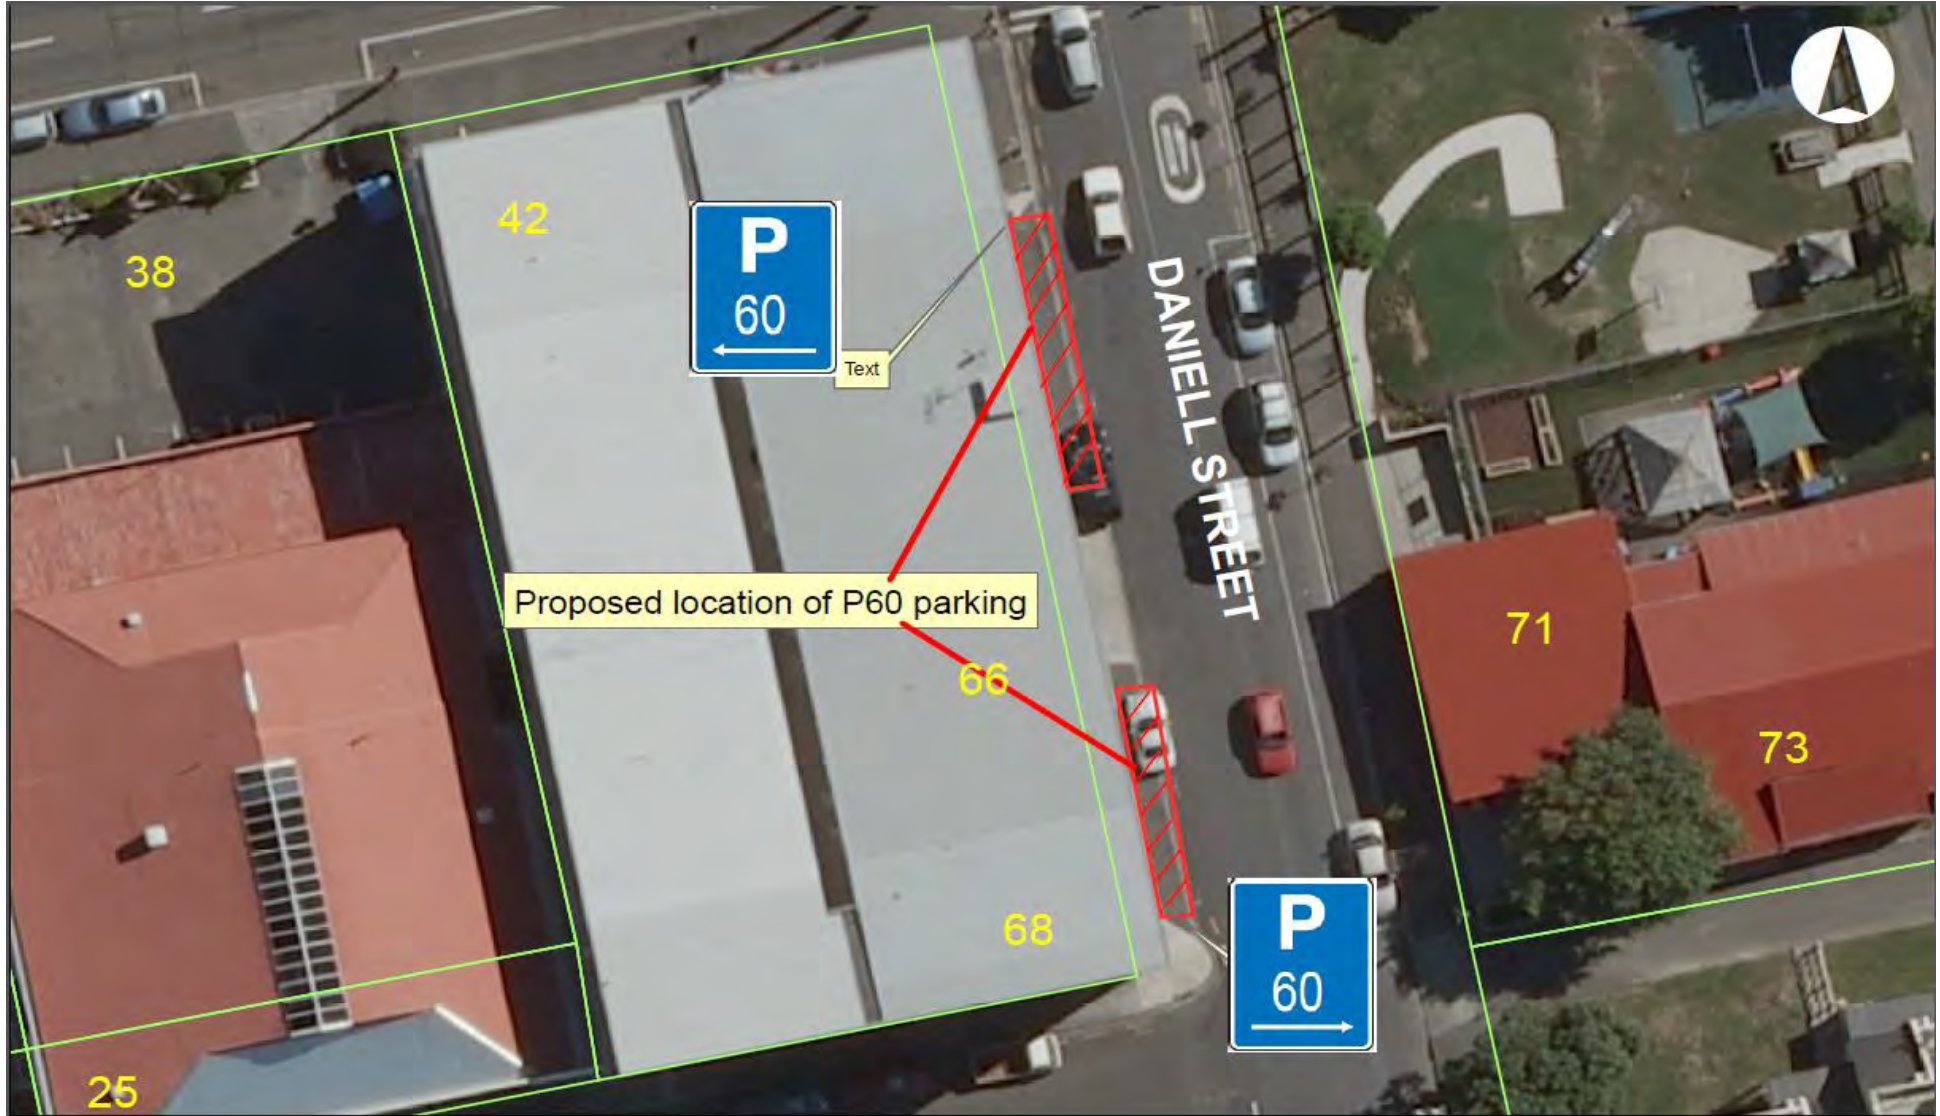 42
38
P
60
Text
DANIELL STREET
Proposed location of P60 parking
66
71
73
68
P
60
25